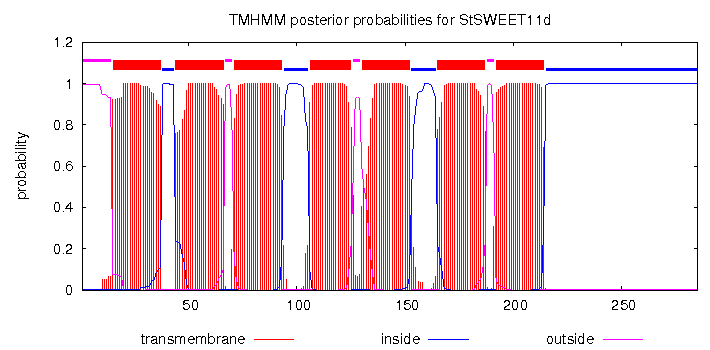 TMHMM posterior probabilities for StSWEET11d
1.2
1
0.8
0.6
0.4
0.2
0
probability
50
100
150
200
250
transmembrane
inside
outside